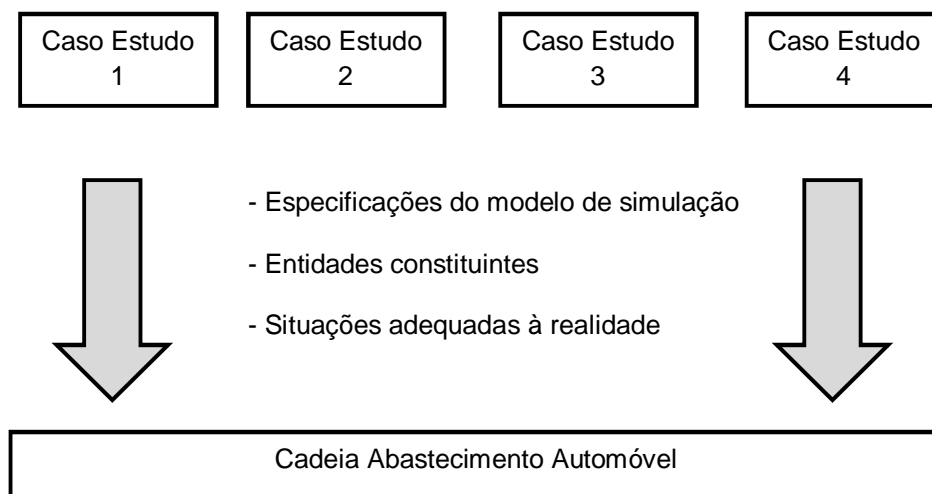 Caso Estudo
1
Caso Estudo
2
Caso Estudo
3
Caso Estudo
4
- Especificações do modelo de simulação
- Entidades constituintes
- Situações adequadas à realidade
Cadeia Abastecimento Automóvel